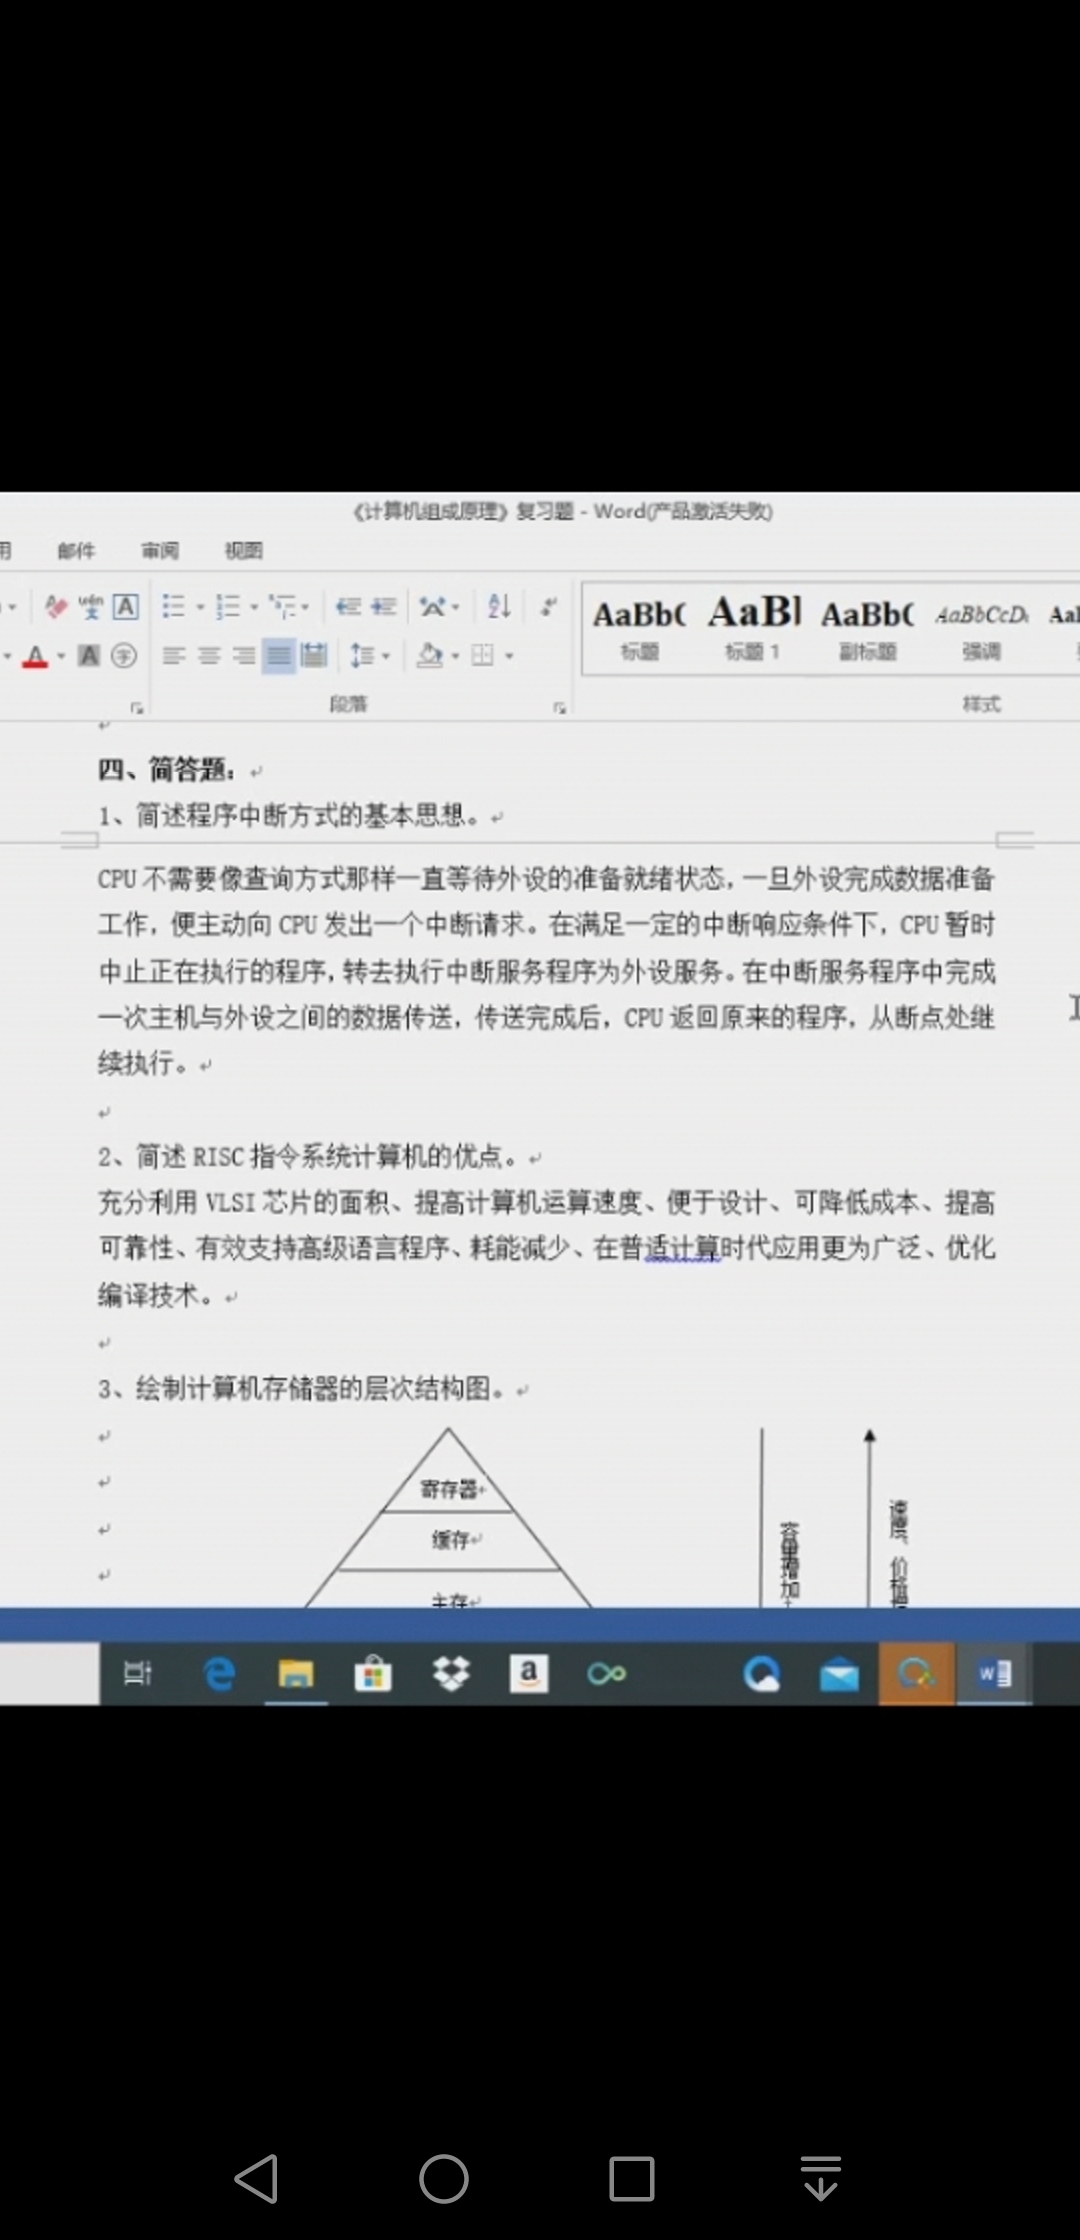 《计算机组成原理》复习题 - Word(产品激活失败)
用 邮件 审阅 视图
AaBb( AaBl AaBb( AaBbCcD Aal
标题 标题 1 副标题 强调
段落 样式
四、简答题：
1、简述程序中断方式的基本思想。
CPU 不需要像查询方式那样一直等待外设的准备就绪状态，一旦外设完成数据准备
工作，便主动向 CPU 发出一个中断请求。在满足一定的中断响应条件下，CPU 暂时
中止正在执行的程序，转去执行中断服务程序为外设服务。在中断服务程序中完成
一次主机与外设之间的数据传送，传送完成后，CPU 返回原来的程序，从断点处继
续执行。
2、简述 RISC 指令系统计算机的优点。
充分利用 VLSI 芯片的面积、提高计算机运算速度、便于设计、可降低成本、提高
可靠性、有效支持高级语言程序、耗能减少、在普适计算时代应用更为广泛、优化
编译技术。
3、绘制计算机存储器的层次结构图。
寄存器
缓存
主存
容量增加
速度、价格